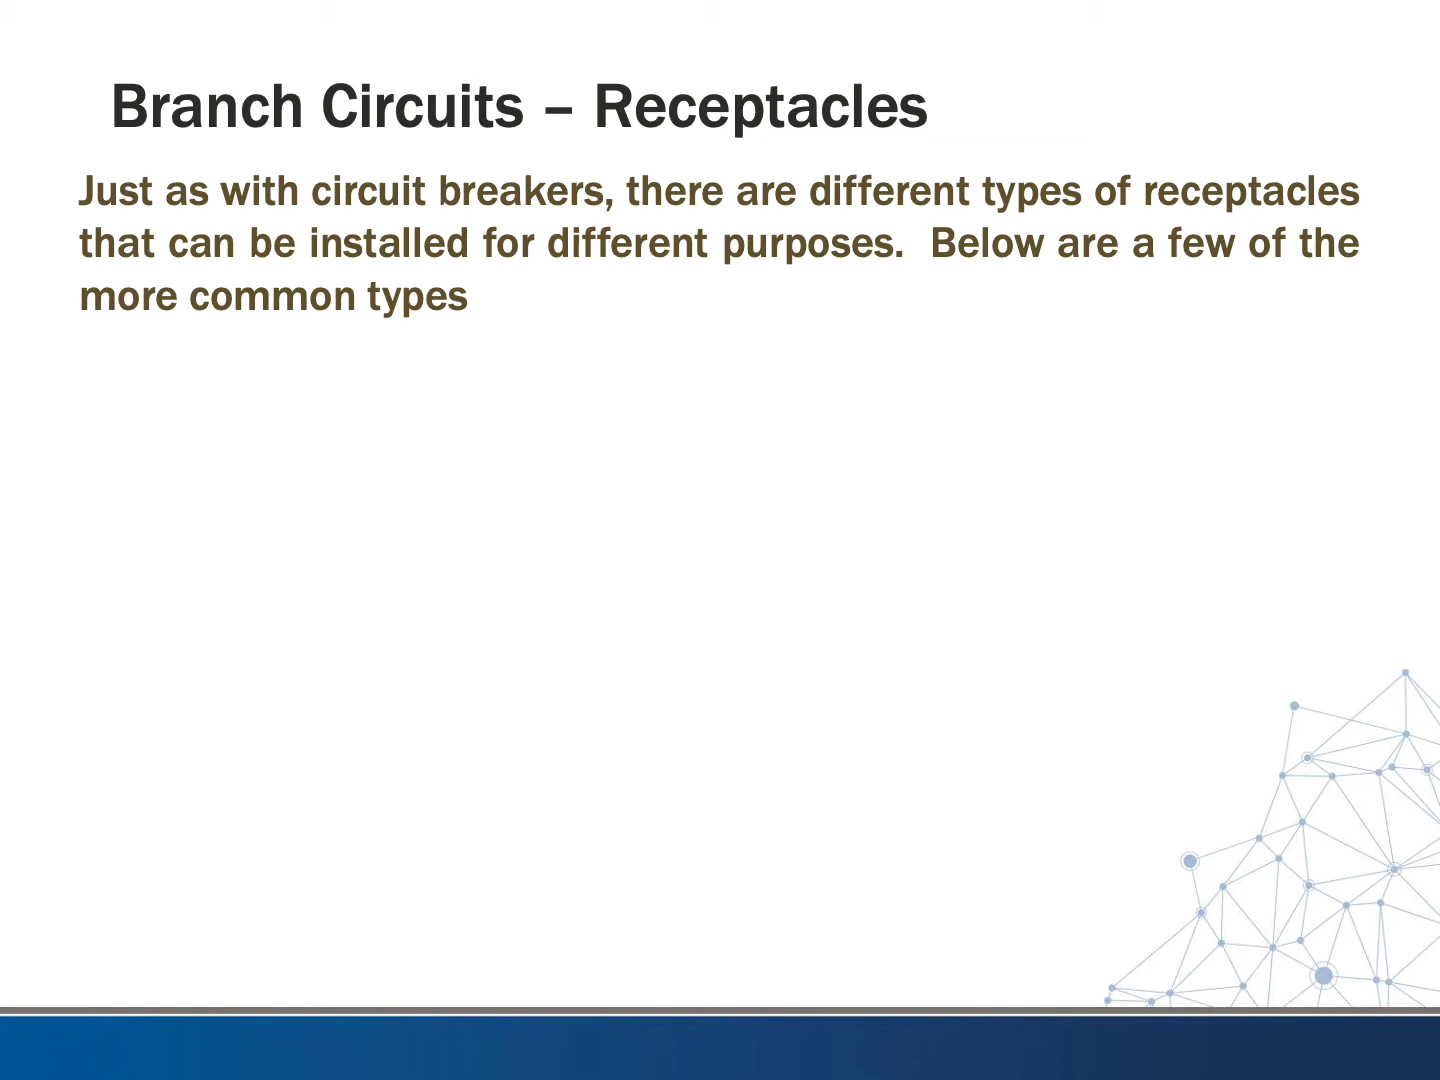 Branch Circuits – Receptacles
Just as with circuit breakers, there are different types of receptacles
that can be installed for different purposes.  Below are a few of the
more common types